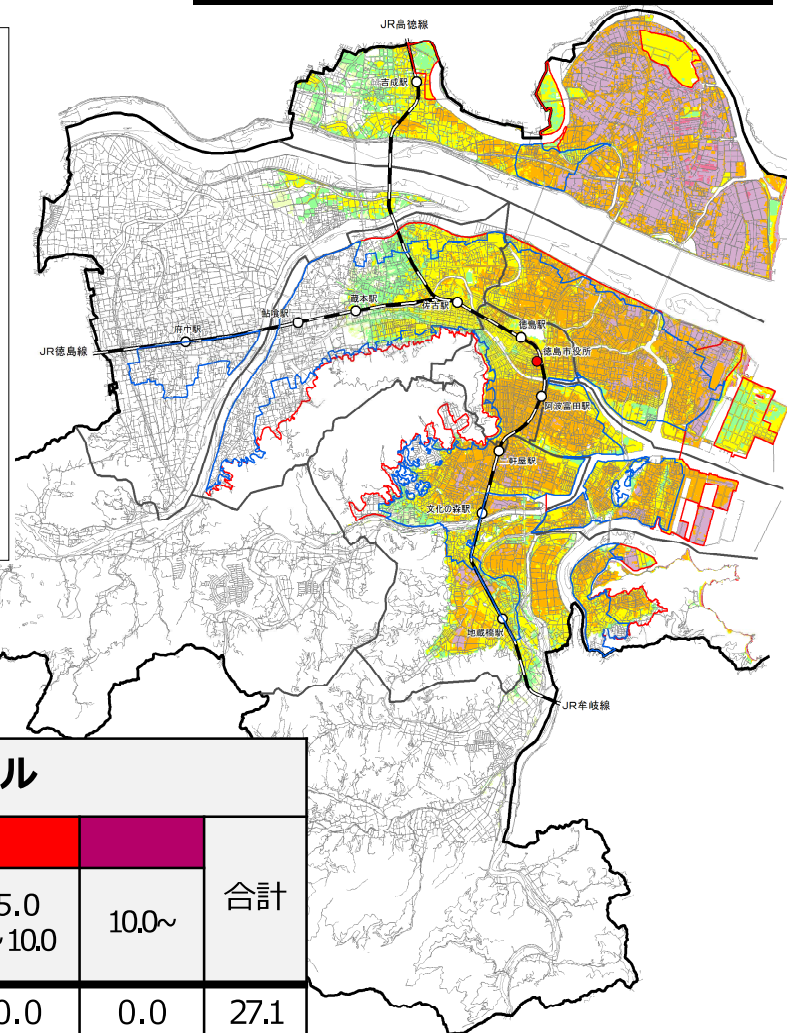 JR高徳線
吉成駅
蔵本駅
鮎喰駅
佐古駅
府中駅
徳島駅
JR徳島線
徳島市役所
阿波富田駅
二軒屋駅
文化の森駅
地蔵橋駅
JR牟岐線
ル
5.0
~10.0
10.0~
合計
0.0
0.0
27.1